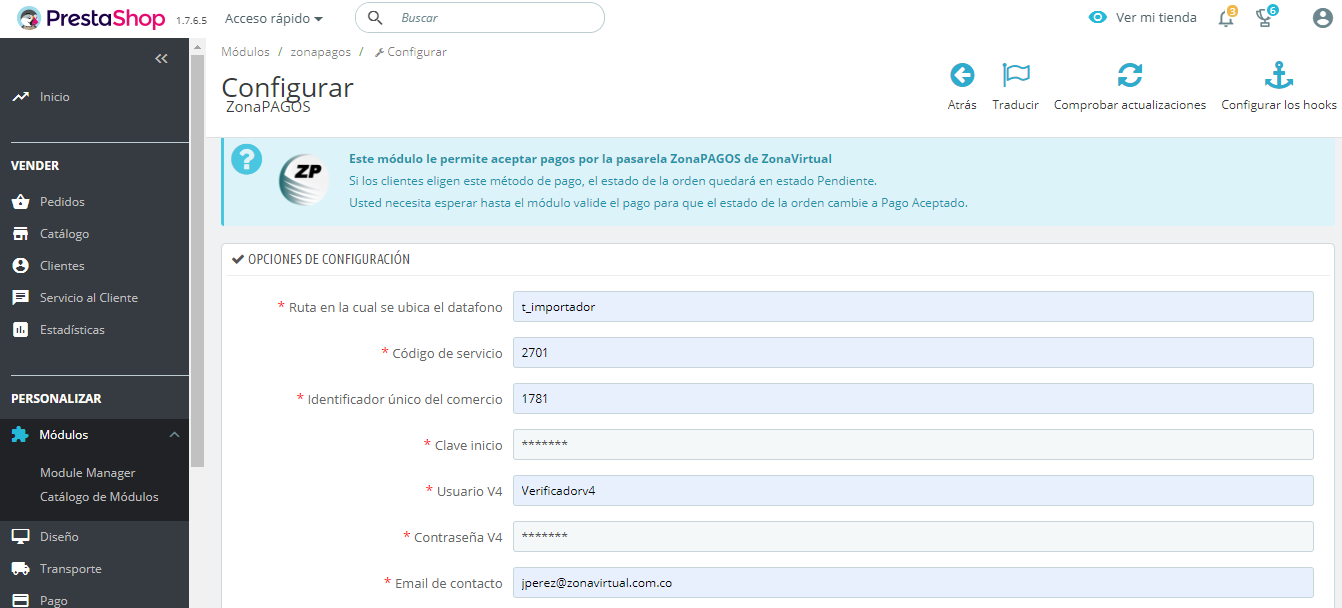 PrestaShop 1.7.6.5 Acceso rápido Buscar Ver mi tienda 3 6
Módulos / zonapagos / Configurar
Configurar
ZonaPAGOS
Atrás Traducir Comprobar actualizaciones Configurar los hooks
Inicio
VENDER
Pedidos
Catálogo
Clientes
Servicio al Cliente
Estadísticas
PERSONALIZAR
Módulos
Module Manager
Catálogo de Módulos
Diseño
Transporte
Pago
?
ZP
Este módulo le permite aceptar pagos por la pasarela ZonaPAGOS de ZonaVirtual
Si los clientes eligen este método de pago, el estado de la orden quedará en estado Pendiente.
Usted necesita esperar hasta el módulo valide el pago para que el estado de la orden cambie a Pago Aceptado.
OPCIONES DE CONFIGURACIÓN
* Ruta en la cual se ubica el datafono t_importador
* Código de servicio 2701
* Identificador único del comercio 1781
* Clave inicio *******
* Usuario V4 Verificadorv4
* Contraseña V4 *******
* Email de contacto jperez@zonavirtual.com.co